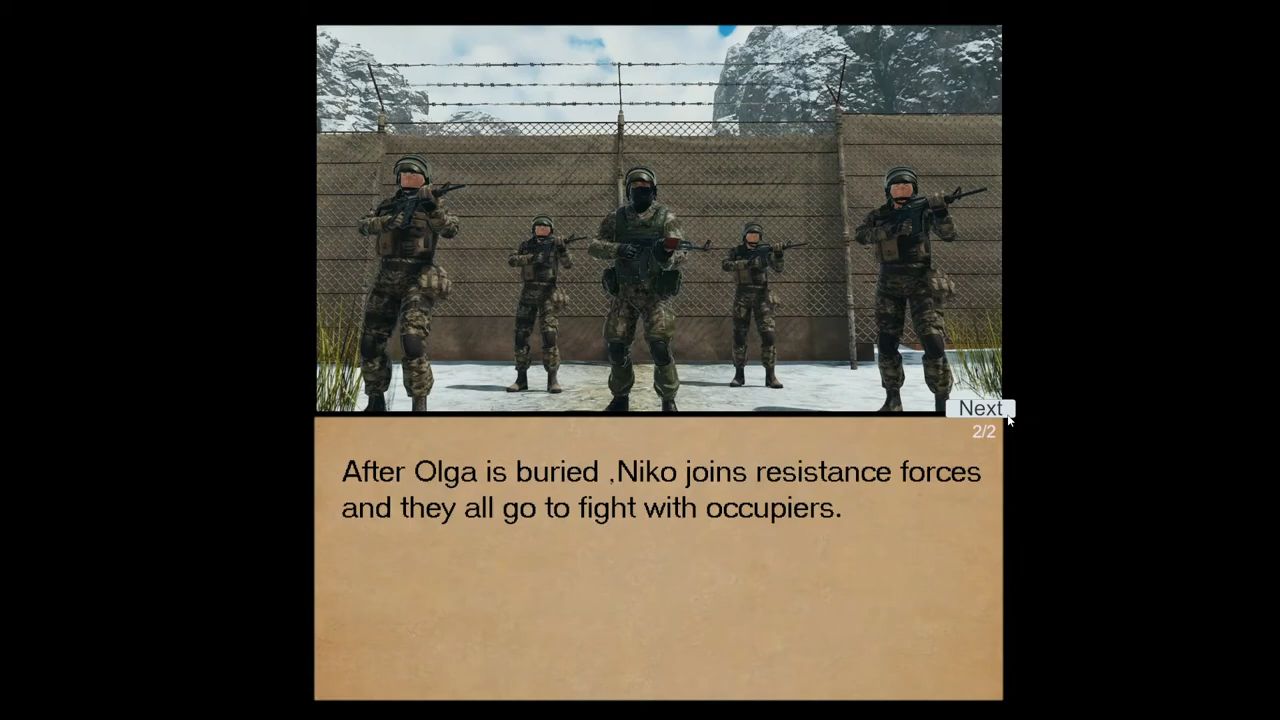 Next
2/2
After Olga is buried ,Niko joins resistance forces
and they all go to fight with occupiers.